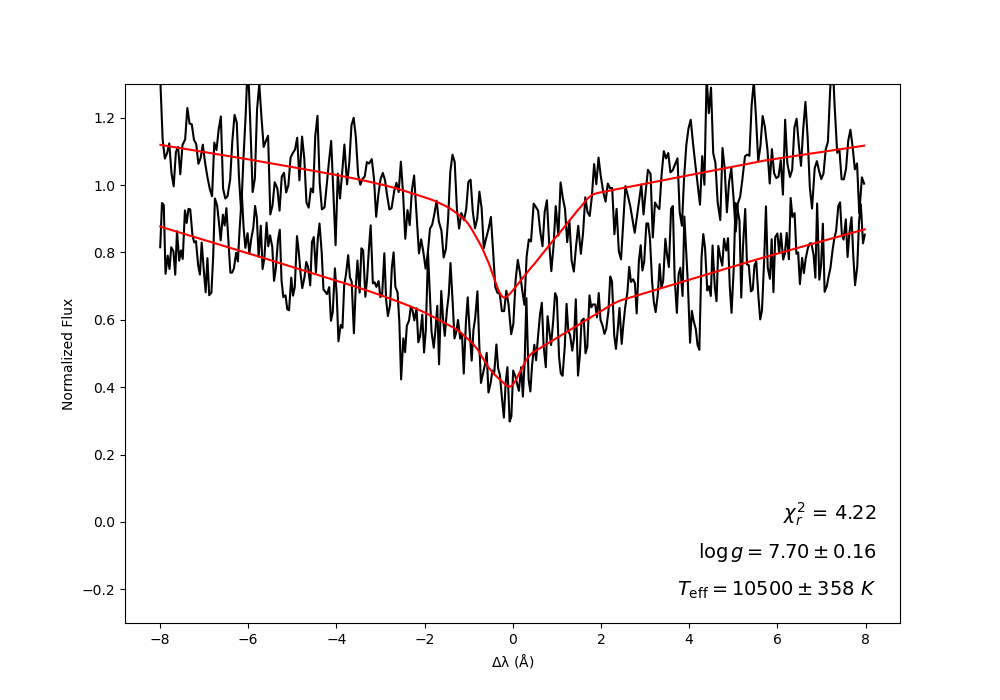 1.2
1.0
0.8
0.6
0.4
0.2
0.0
−0.2
Normalized Flux
χ²ᵣ = 4.22
log g = 7.70 ± 0.16
T_eff = 10500 ± 358 K
−8 −6 −4 −2 0 2 4 6 8
Δλ (Å)